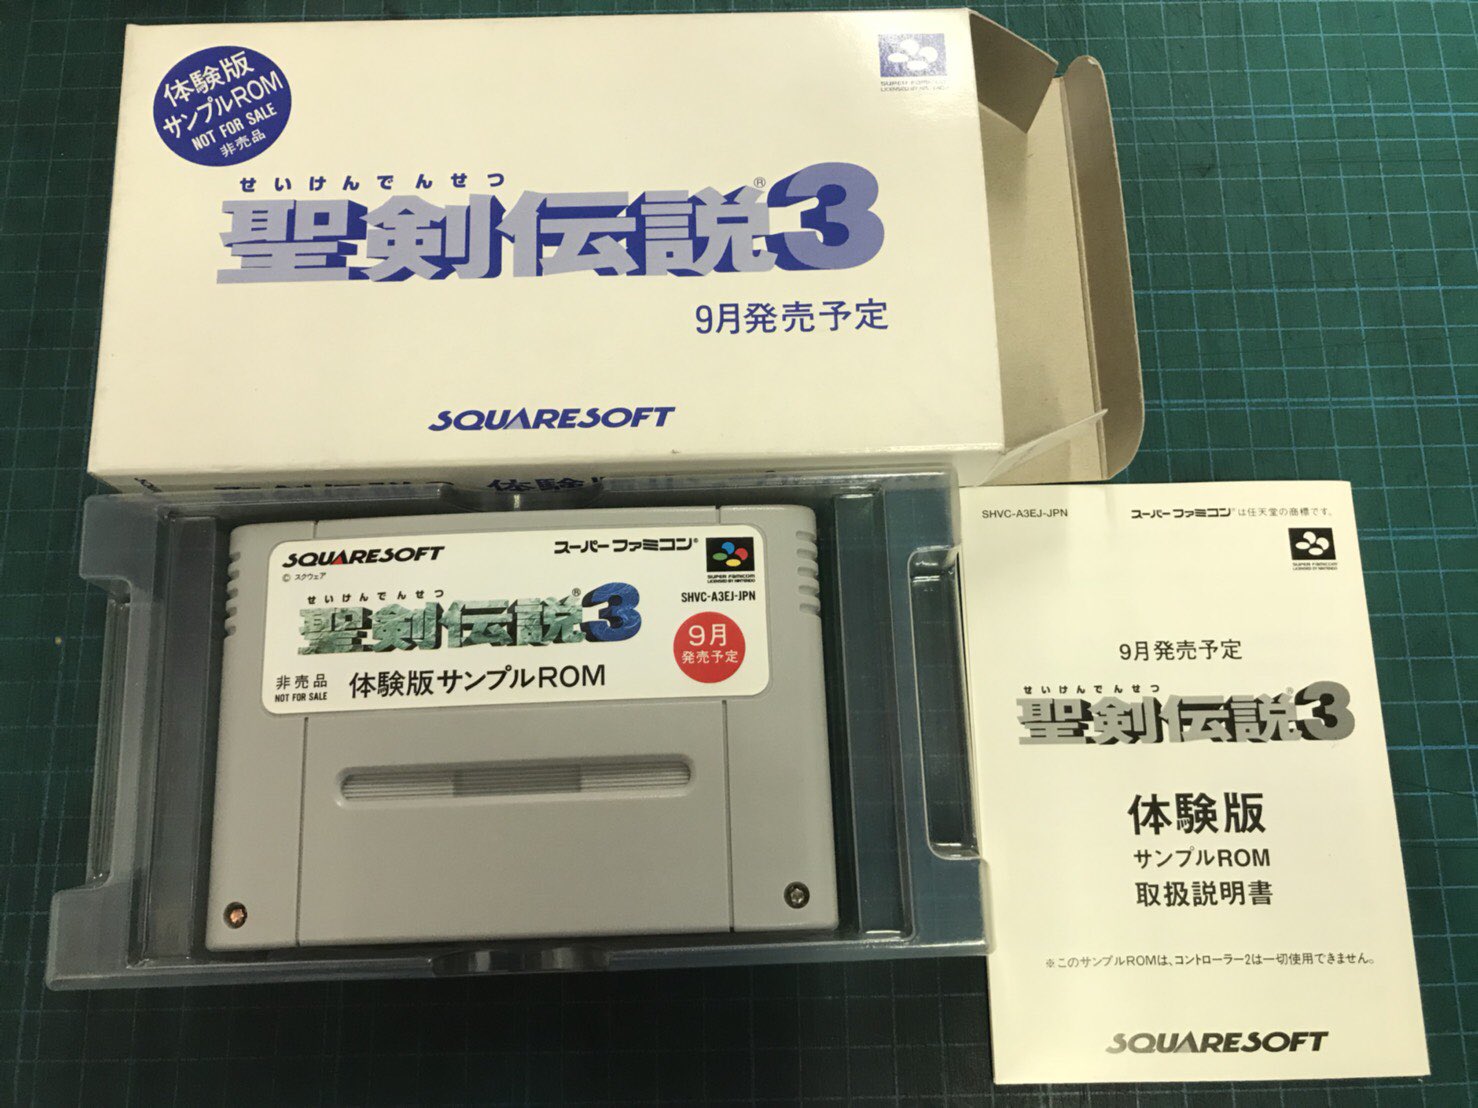 体験版
サンプルROM
NOT FOR SALE
非売品
SUPER FAMICOM
せいけんでんせつ
聖剣伝説3
®
9月発売予定
SQUARESOFT
SQUARESOFT
© スクウェア
スーパーファミコン®
SUPER FAMICOM
LICENSED BY NINTENDO
SHVC-A3EJ-JPN
せいけんでんせつ
聖剣伝説®3
9月
発売予定
非売品
NOT FOR SALE
体験版サンプルROM
SHVC-A3EJ-JPN
スーパーファミコン®は任天堂の商標です。
9月発売予定
せいけんでんせつ
聖剣伝説®3
体験版
サンプルROM
取扱説明書
※このサンプルROMは、コントローラー2は一切使用できません。
SQUARESOFT